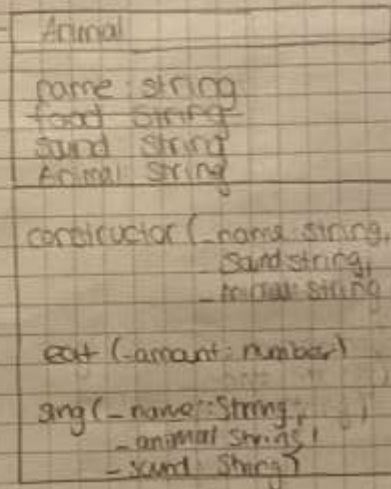 Animal
name: string
food string
sound string
Animal: string
constructor (_name: string,
_sound string,
_Animal: string
eat (_amount: number)
sing (_name: String,
_animal string,
_sound: String)